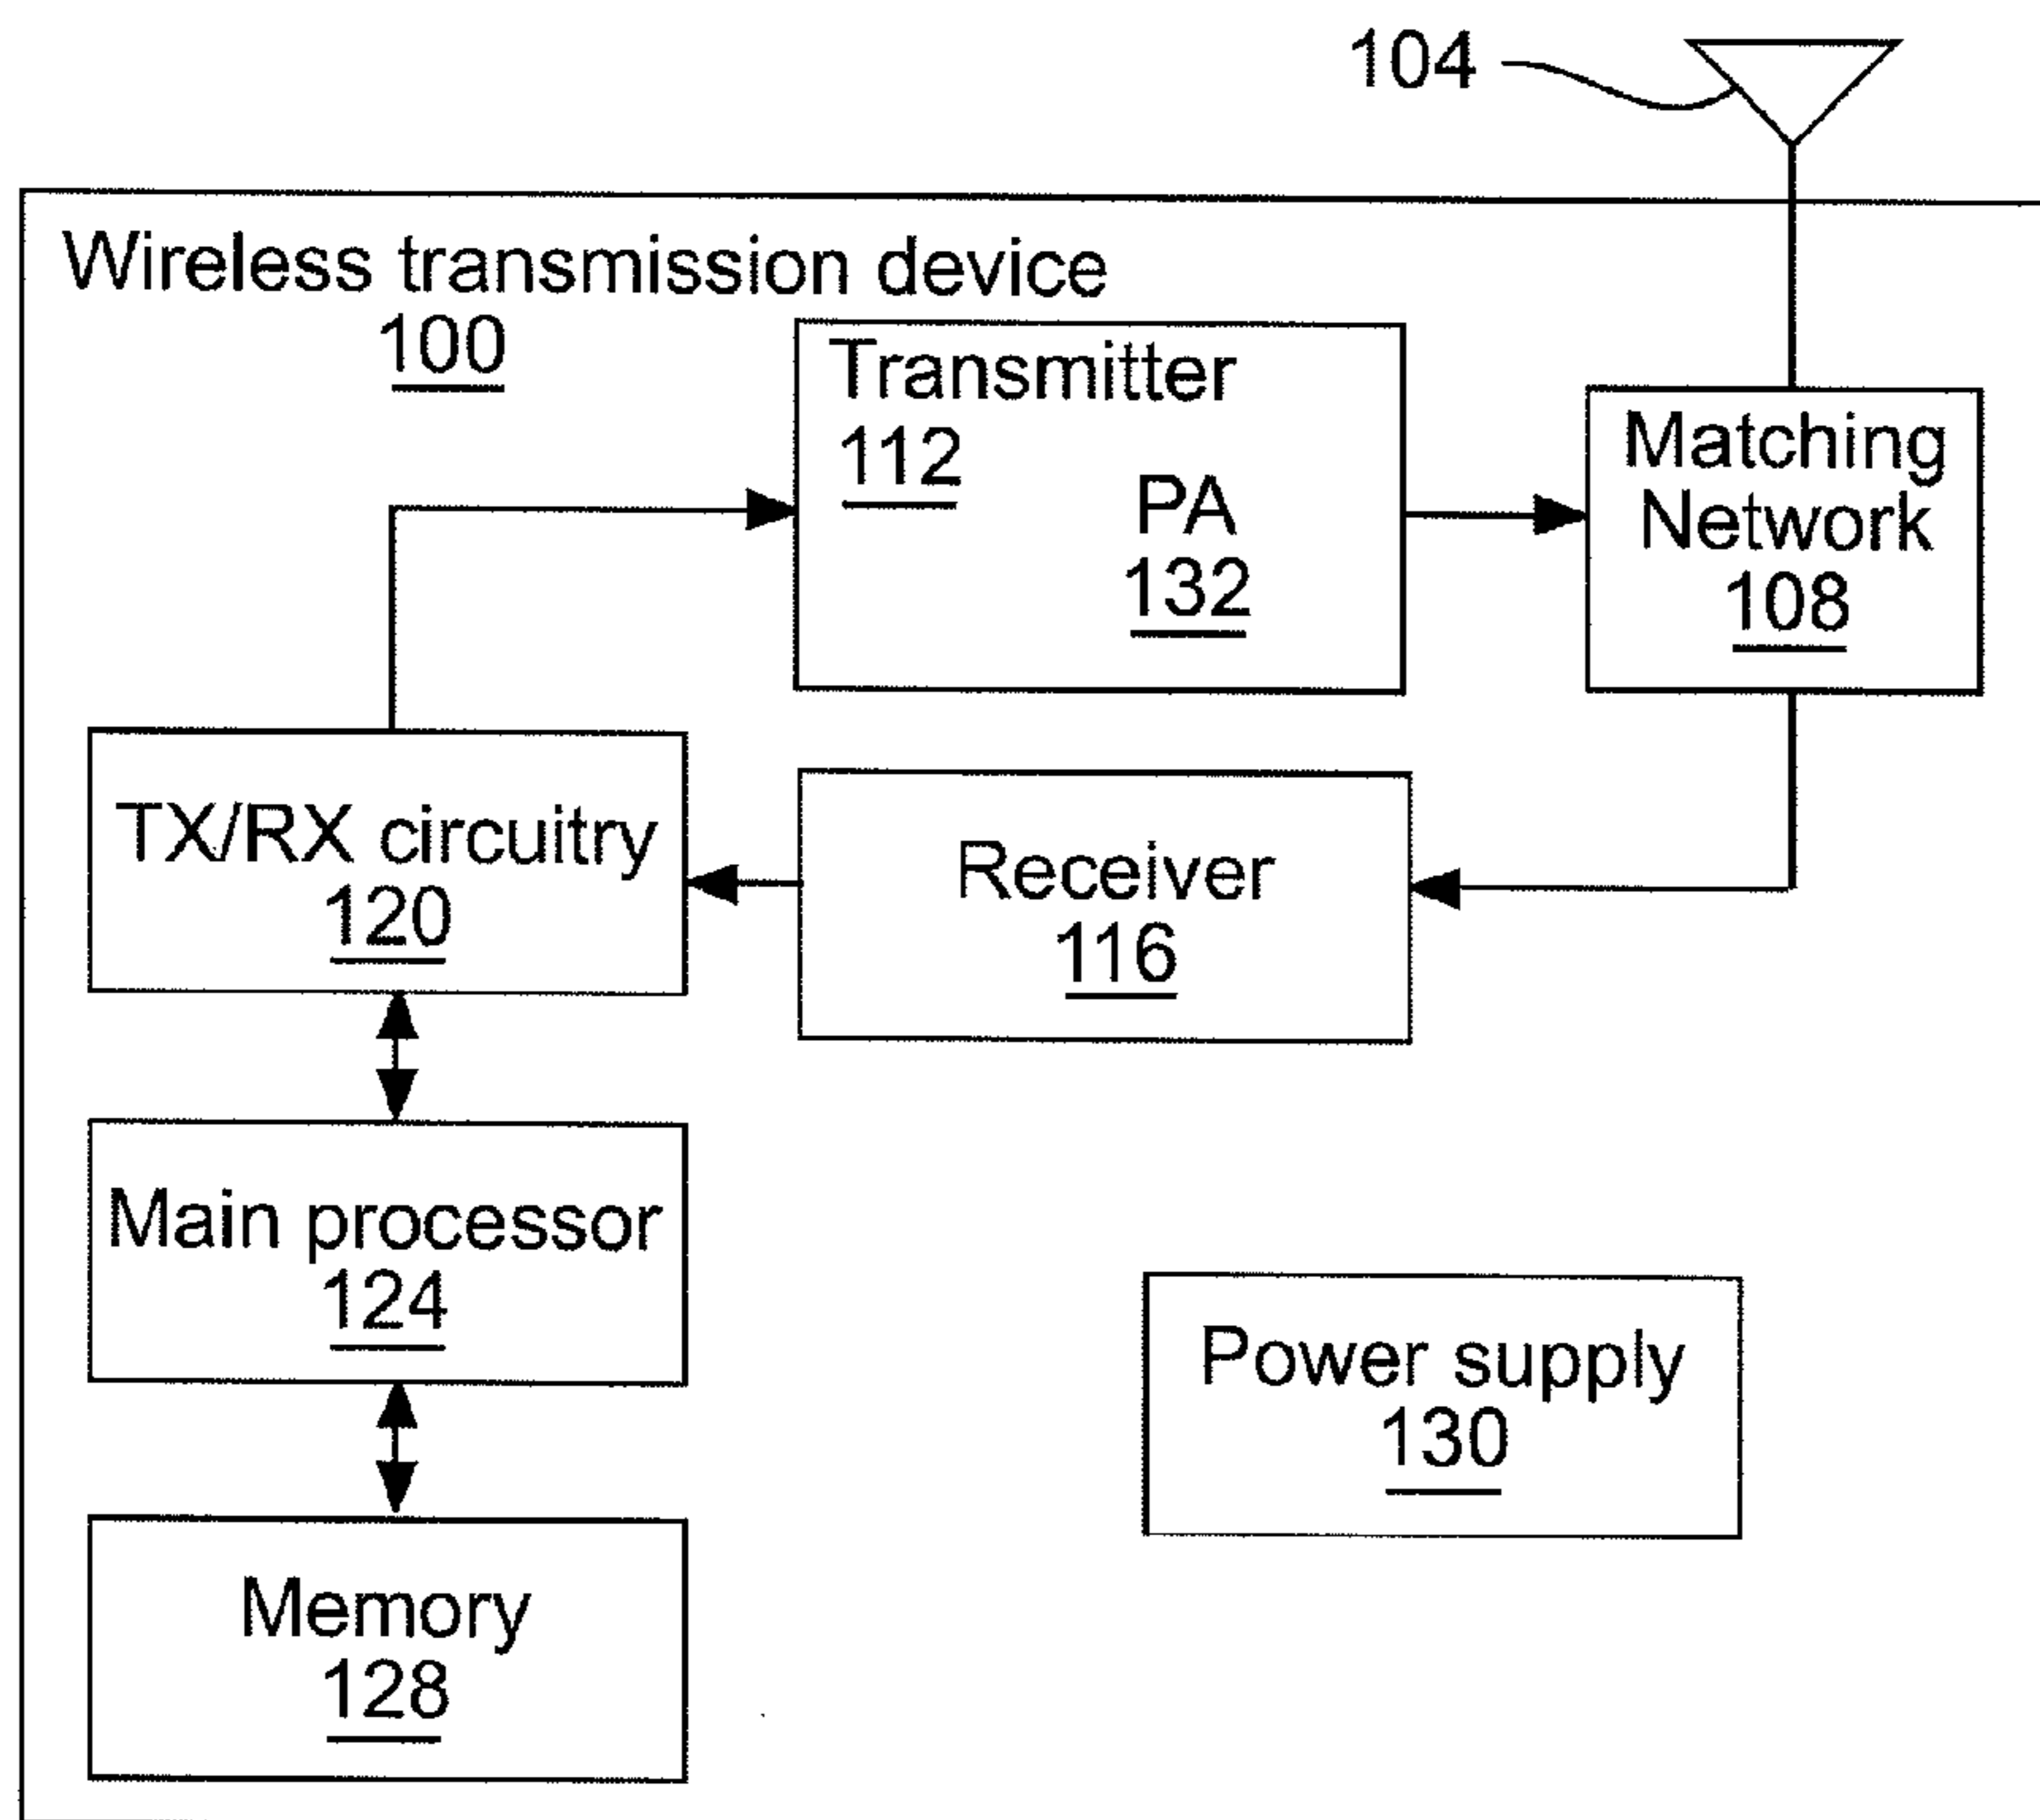 104
Wireless transmission device
100
Transmitter
112
PA
132
Matching
Network
108
TX/RX circuitry
120
Receiver
116
Main processor
124
Power supply
130
Memory
128